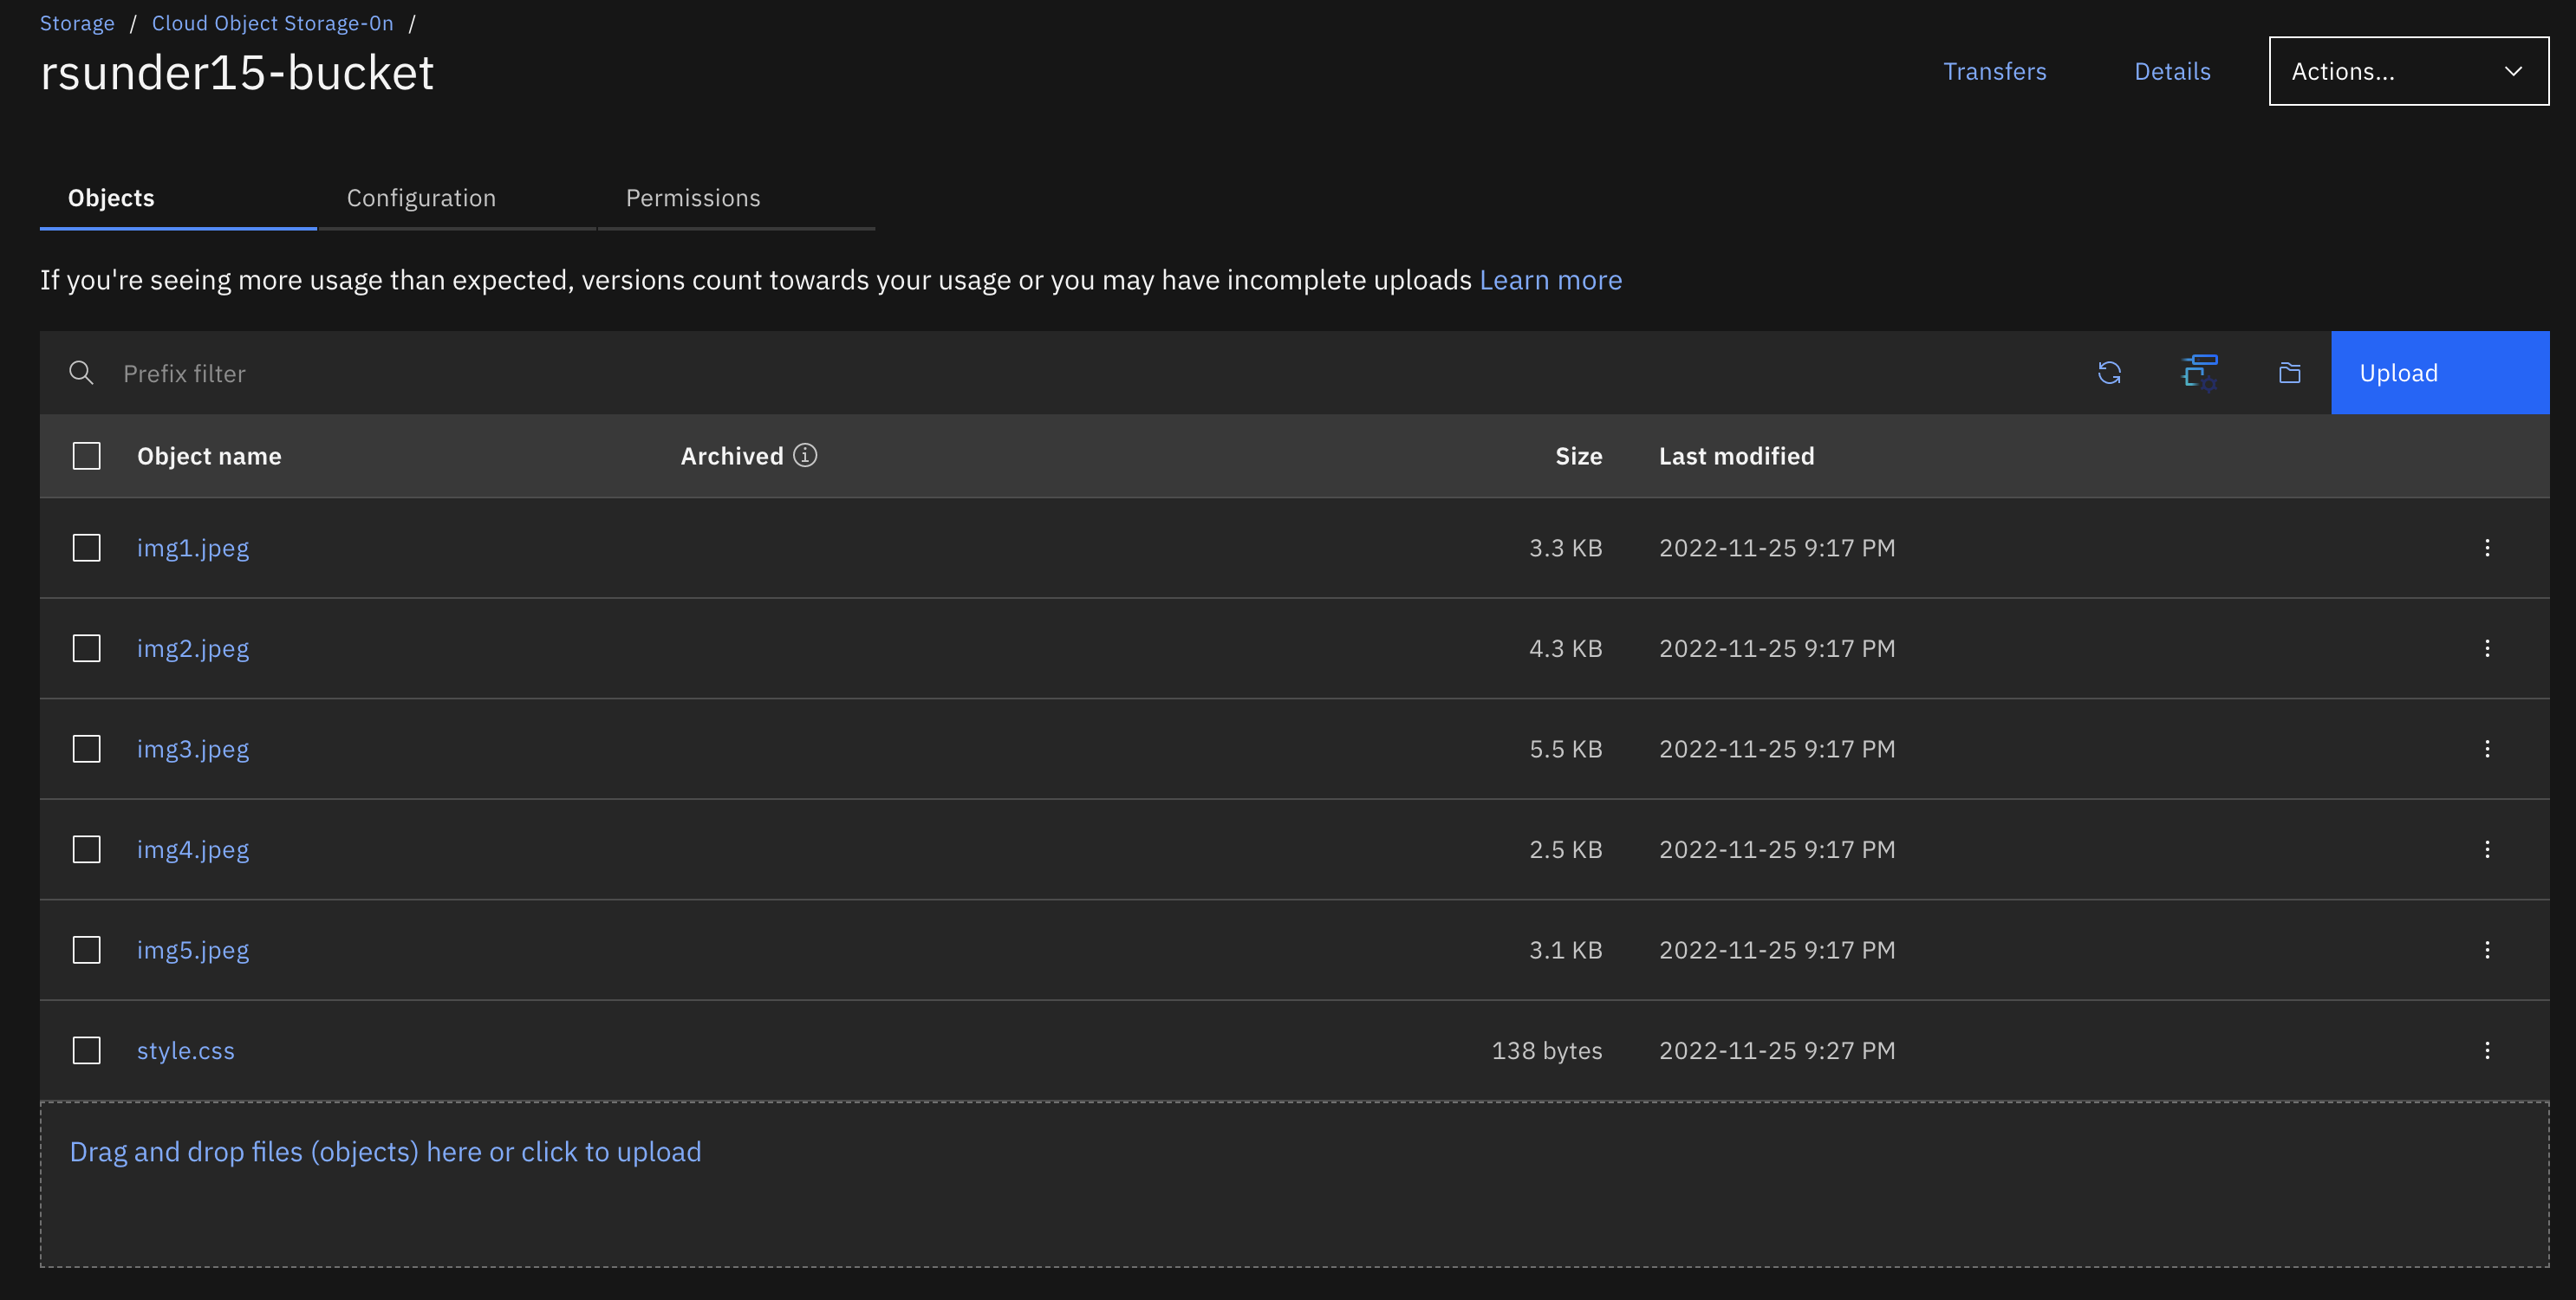 Storage / Cloud Object Storage-0n /
rsunder15-bucket
Transfers Details Actions...
Objects Configuration Permissions
If you're seeing more usage than expected, versions count towards your usage or you may have incomplete uploads Learn more
Prefix filter Upload
Object name Archived Size Last modified
img1.jpeg 3.3 KB 2022-11-25 9:17 PM
img2.jpeg 4.3 KB 2022-11-25 9:17 PM
img3.jpeg 5.5 KB 2022-11-25 9:17 PM
img4.jpeg 2.5 KB 2022-11-25 9:17 PM
img5.jpeg 3.1 KB 2022-11-25 9:17 PM
style.css 138 bytes 2022-11-25 9:27 PM
Drag and drop files (objects) here or click to upload